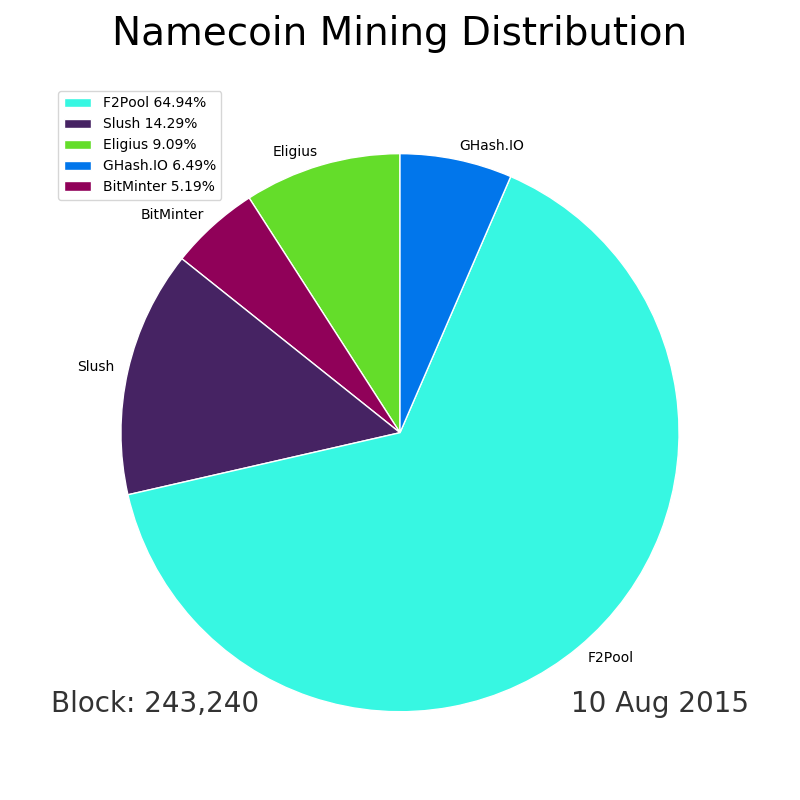 Namecoin Mining Distribution
F2Pool 64.94%
Slush 14.29%
Eligius 9.09%
GHash.IO 6.49%
BitMinter 5.19%
GHash.IO
Eligius
BitMinter
Slush
F2Pool
Block: 243,240
10 Aug 2015